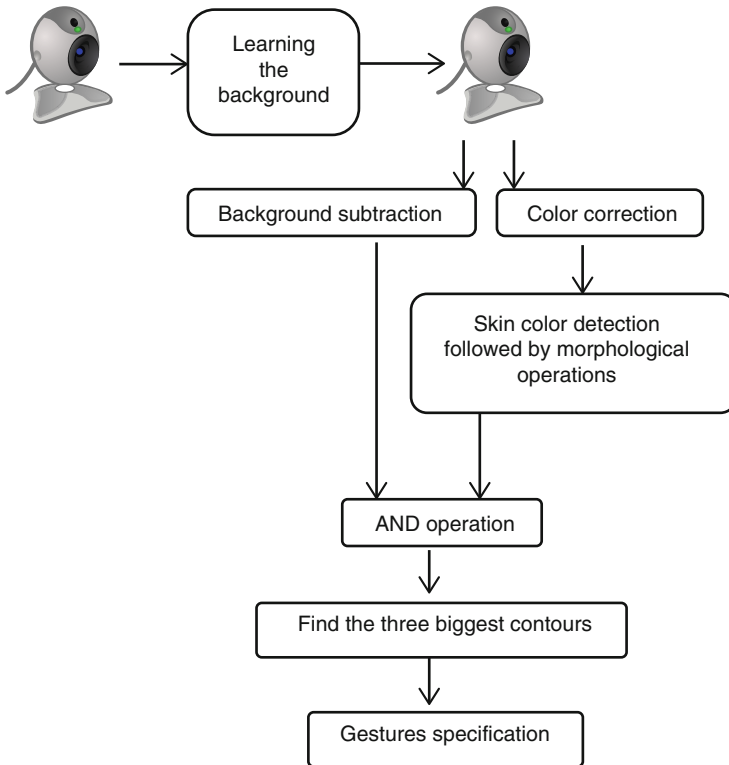 Learning
the
background
Background subtraction
Color correction
Skin color detection
followed by morphological
operations
AND operation
Find the three biggest contours
Gestures specification